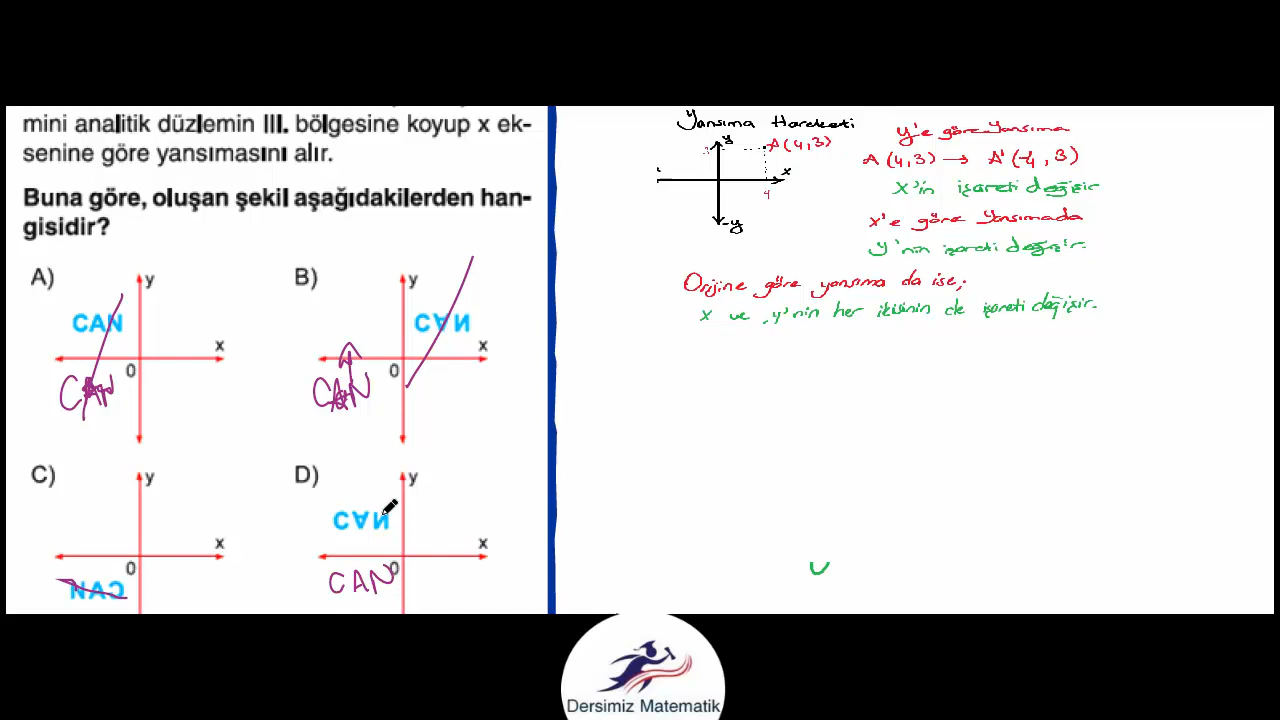 mini analitik düzlemin III. bölgesine koyup x ek-
senine göre yansımasını alır.
Buna göre, oluşan şekil aşağıdakilerden han-
gisidir?
A)
y
CAN
x
0
CAN
B)
y
CAN
x
0
CAN
C)
y
x
0
CAN
D)
y
CAN
x
0
CAN
Yansıma Hareketi
y
A(4,3)
x
4
-y
y'e göre Yansıma
A(4,3) → A'(-4,3)
X'in işareti değişir
x'e göre Yansımada
y'nin işareti değişir.
Orijine göre yansıma da ise;
x ve y'nin her ikisinin de işareti değişir.
Dersimiz Matematik